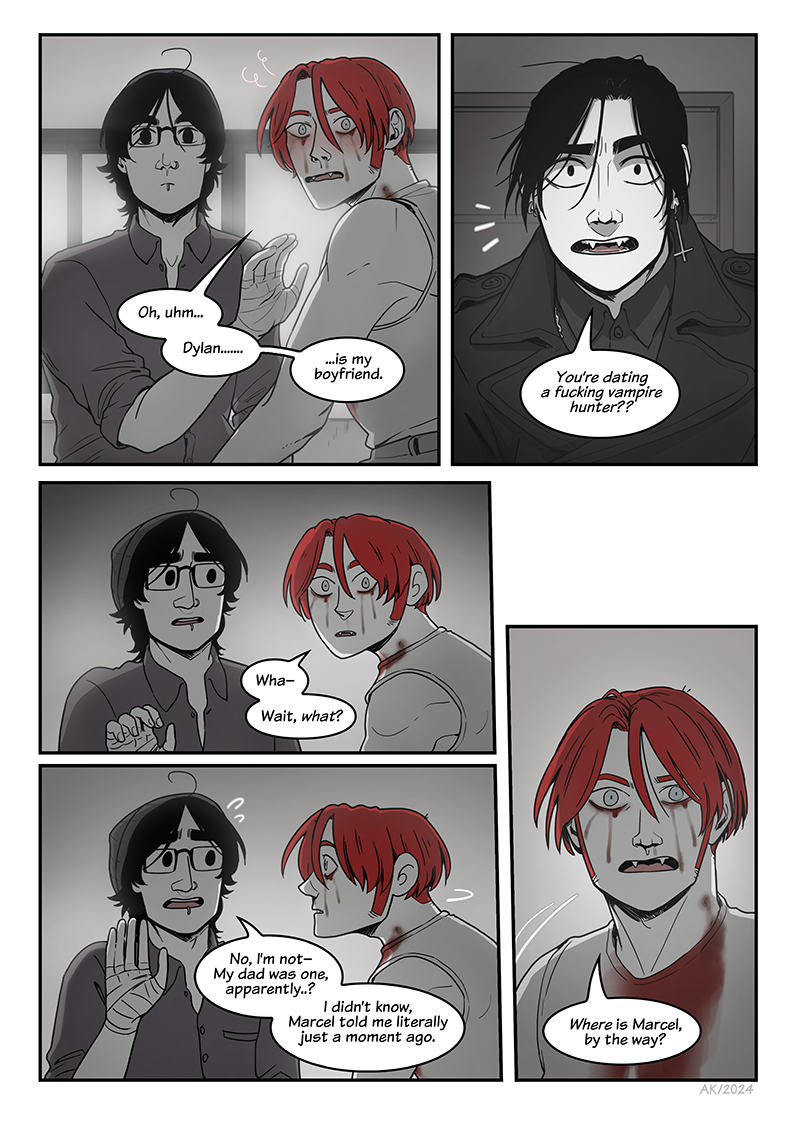 Oh, uhm...
Dylan.......
...is my
boyfriend.
You're dating
a fucking vampire
hunter??
Wha–
Wait, what?
No, I'm not–
My dad was one,
apparently..?
I didn't know,
Marcel told me literally
just a moment ago.
Where is Marcel,
by the way?
AK/2024